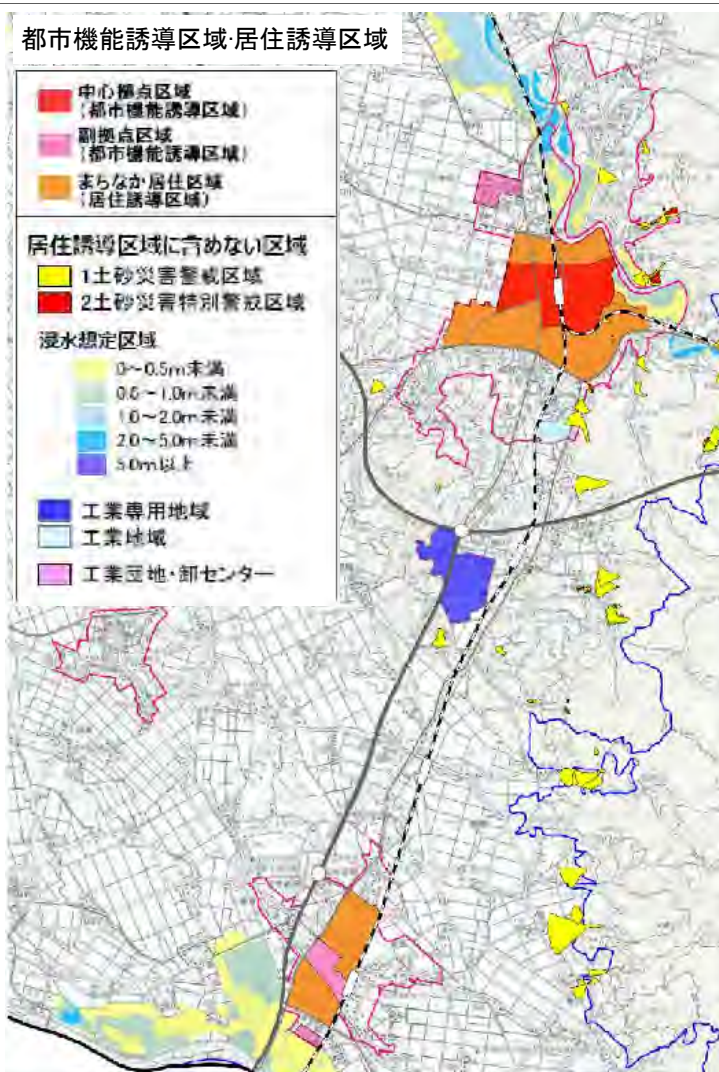 都市機能誘導区域·居住誘導区域
中心拠点区域
(都市機能誘導区域)
副拠点区域
(都市機能誘導区域)
まちなか居住区域
(居住誘導区域)
居住誘導区域に含めない区域
1土砂災害警戒区域
2土砂災害特別警戒区域
浸水想定区域
0～0.5m未満
0.5～1.0m未満
1.0～2.0m未満
2.0～5.0m未満
5.0m以上
工業専用地域
工業地域
工業団地・卸センター